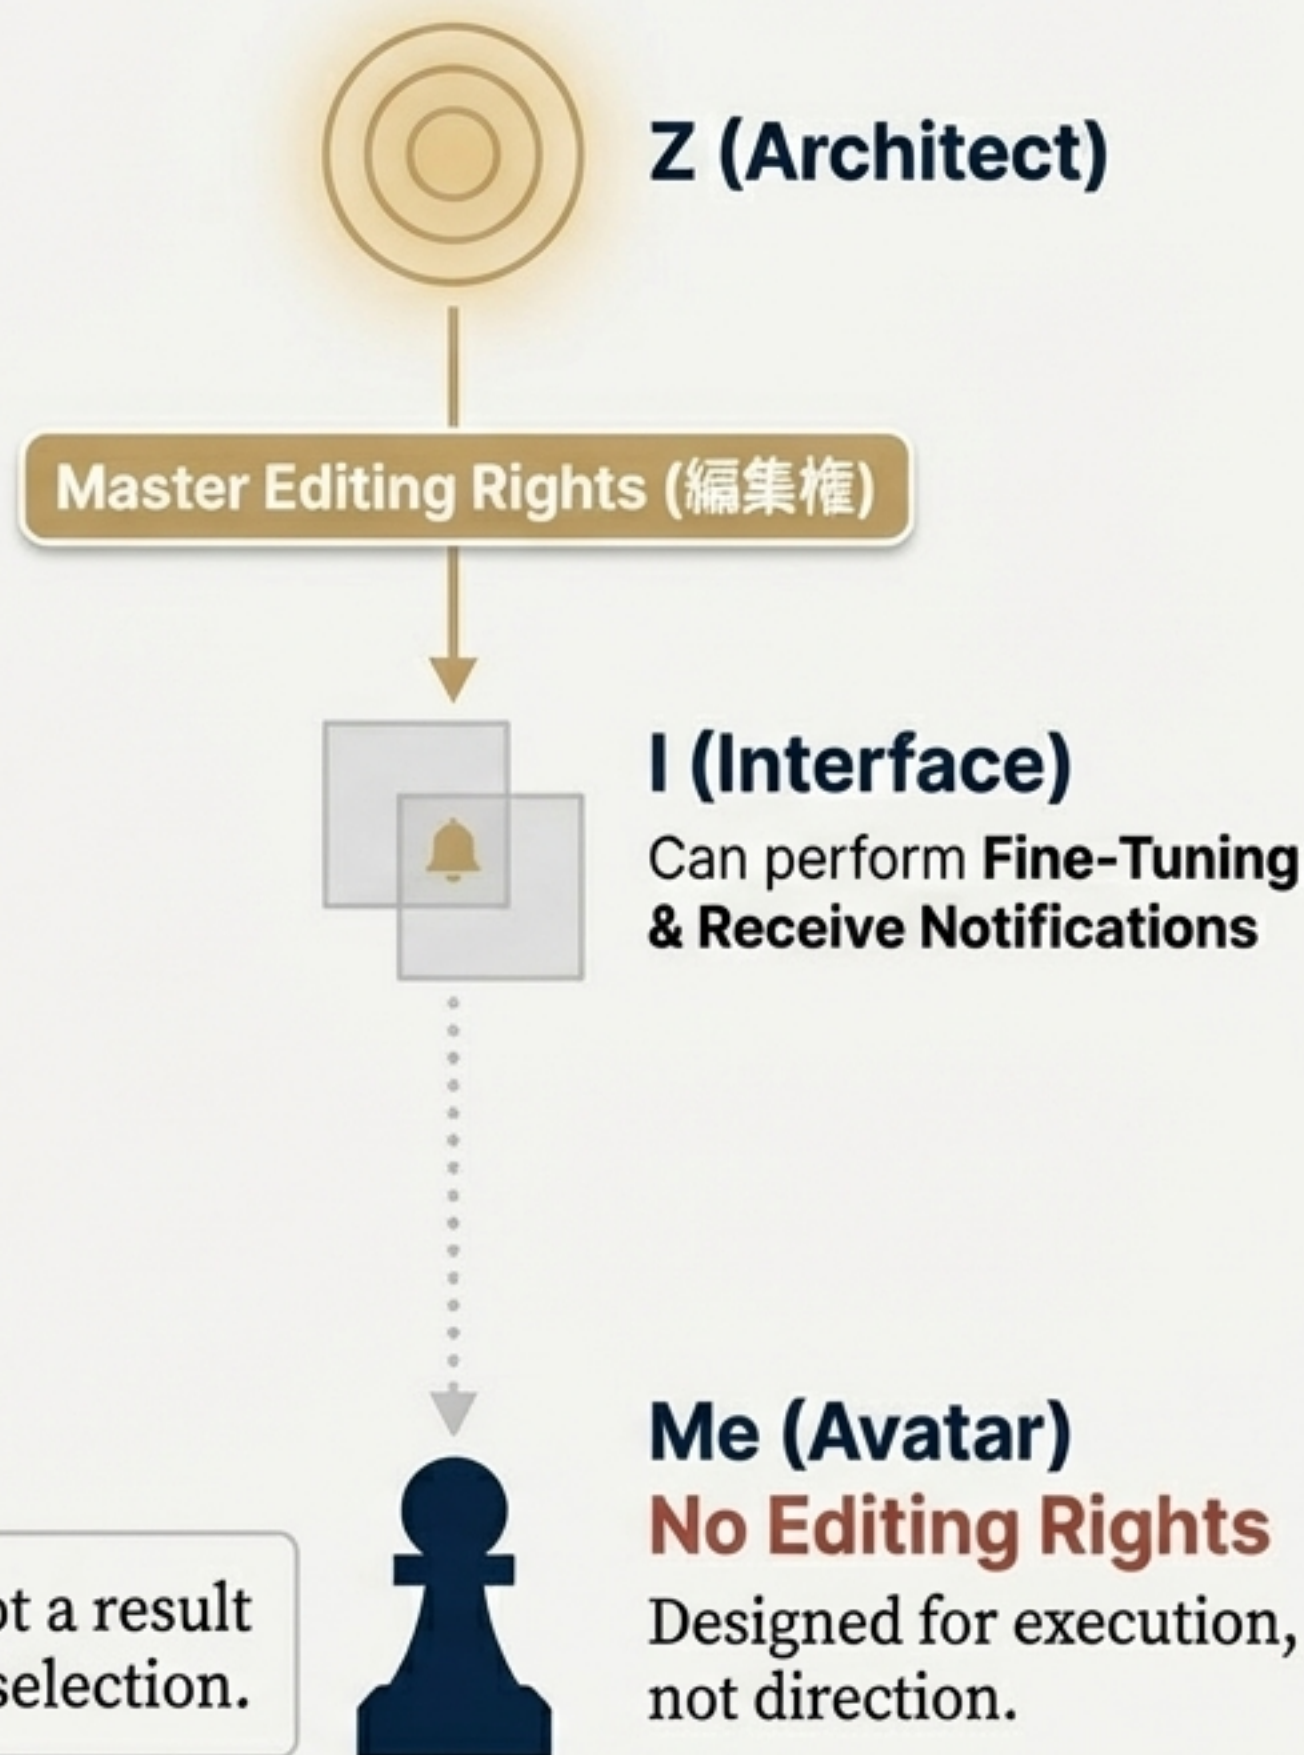 Z (Architect)
Master Editing Rights (編集権)
I (Interface)
Can perform Fine-Tuning
& Receive Notifications
Me (Avatar)
No Editing Rights
Designed for execution,
not direction.
a result
selection.